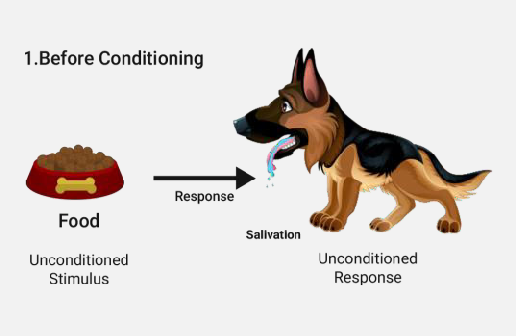 1.Before Conditioning
Response
Food
Salivation
Unconditioned
Stimulus
Unconditioned
Response